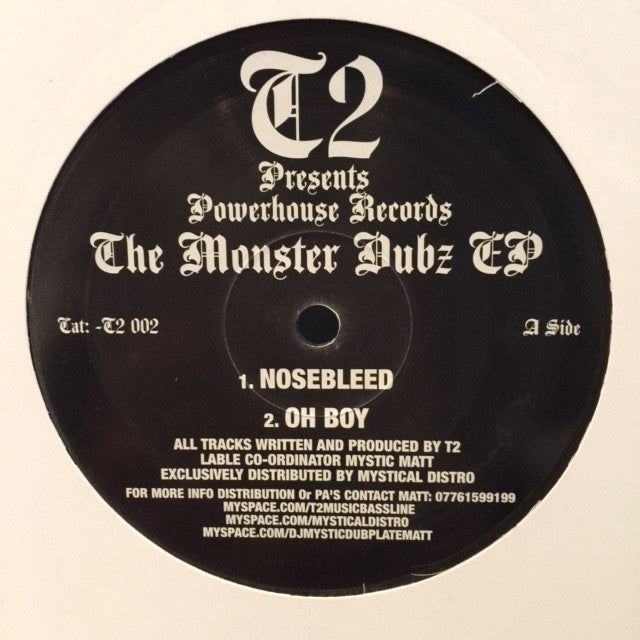 T2
Presents
Powerhouse Records
The Monster Dubz EP
Cat: -T2 002
A Side
1. NOSEBLEED
2. OH BOY
ALL TRACKS WRITTEN AND PRODUCED BY T2
LABLE CO-ORDINATOR MYSTIC MATT
EXCLUSIVELY DISTRIBUTED BY MYSTICAL DISTRO
FOR MORE INFO DISTRIBUTION Or PA'S CONTACT MATT: 07761599199
MYSPACE.COM/T2MUSICBASSLINE
MYSPACE.COM/MYSTICALDISTRO
MYSPACE.COM/DJMYSTICDUBPLATEMATT